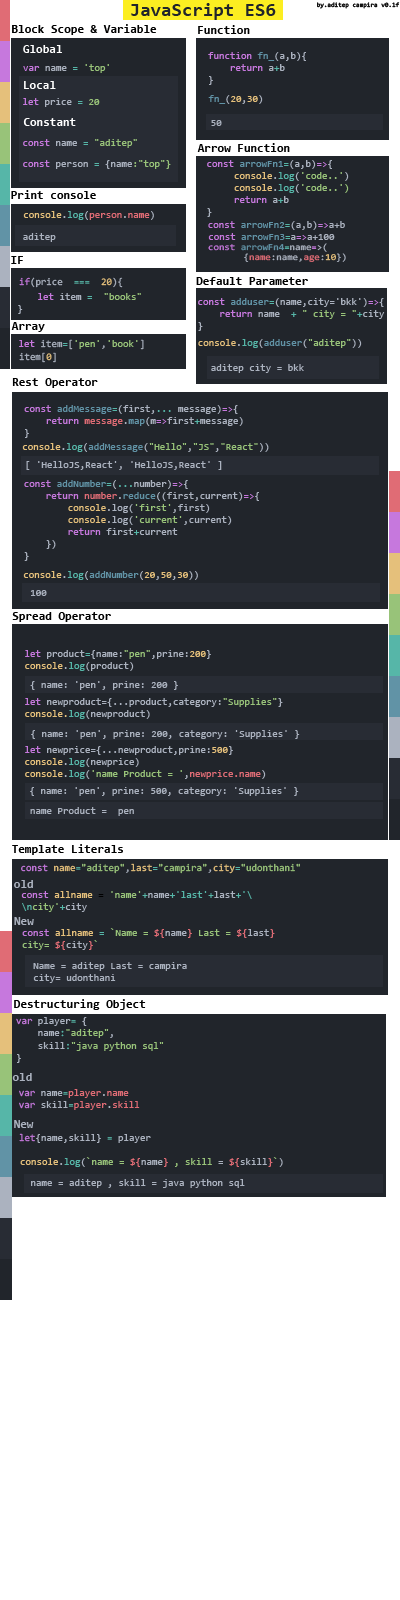 JavaScript ES6
by.aditep campira v0.1f
Block Scope & Variable
Global
var name = 'top'
Local
let price = 20
Constant
const name = "aditep"
const person = {name:"top"}
Print console
console.log(person.name)
aditep
IF
if(price  ===  20){
let item =  "books"
}
Array
let item=['pen','book']
item[0]
Function
function fn_(a,b){
return a+b
}
fn_(20,30)
50
Arrow Function
const arrowFn1=(a,b)=>{
console.log('code..')
console.log('code..')
return a+b
}
const arrowFn2=(a,b)=>a+b
const arrowFn3=a=>a+100
const arrowFn4=name=>(
{name:name,age:10})
Default Parameter
const adduser=(name,city='bkk')=>{
return name  + " city = "+city
}
console.log(adduser("aditep"))
aditep city = bkk
Rest Operator
const addMessage=(first,... message)=>{
return message.map(m=>first+message)
}
console.log(addMessage("Hello","JS","React"))
[ 'HelloJS,React', 'HelloJS,React' ]
const addNumber=(...number)=>{
return number.reduce((first,current)=>{
console.log('first',first)
console.log('current',current)
return first+current
})
}
console.log(addNumber(20,50,30))
100
Spread Operator
let product={name:"pen",prine:200}
console.log(product)
{ name: 'pen', prine: 200 }
let newproduct={...product,category:"Supplies"}
console.log(newproduct)
{ name: 'pen', prine: 200, category: 'Supplies' }
let newprice={...newproduct,prine:500}
console.log(newprice)
console.log('name Product = ',newprice.name)
{ name: 'pen', prine: 500, category: 'Supplies' }
name Product =  pen
Template Literals
const name="aditep",last="campira",city="udonthani"
old
const allname = 'name'+name+'last'+last+'\
\ncity'+city
New
const allname = `Name = ${name} Last = ${last}
city= ${city}`
Name = aditep Last = campira
city= udonthani
Destructuring Object
var player= {
name:"aditep",
skill:"java python sql"
}
old
var name=player.name
var skill=player.skill
New
let{name,skill} = player
console.log(`name = ${name} , skill = ${skill}`)
name = aditep , skill = java python sql